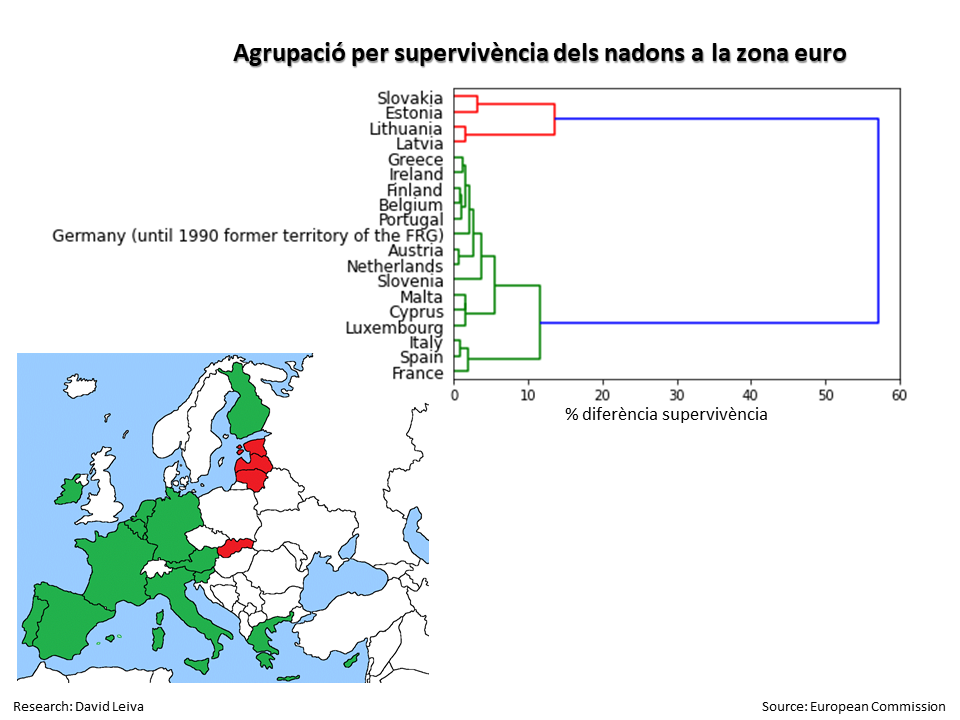 Agrupació per supervivència dels nadons a la zona euro
Slovakia
Estonia
Lithuania
Latvia
Greece
Ireland
Finland
Belgium
Portugal
Germany (until 1990 former territory of the FRG)
Austria
Netherlands
Slovenia
Malta
Cyprus
Luxembourg
Italy
Spain
France
0 10 20 30 40 50 60
% diferència supervivència
Research: David Leiva
Source: European Commission